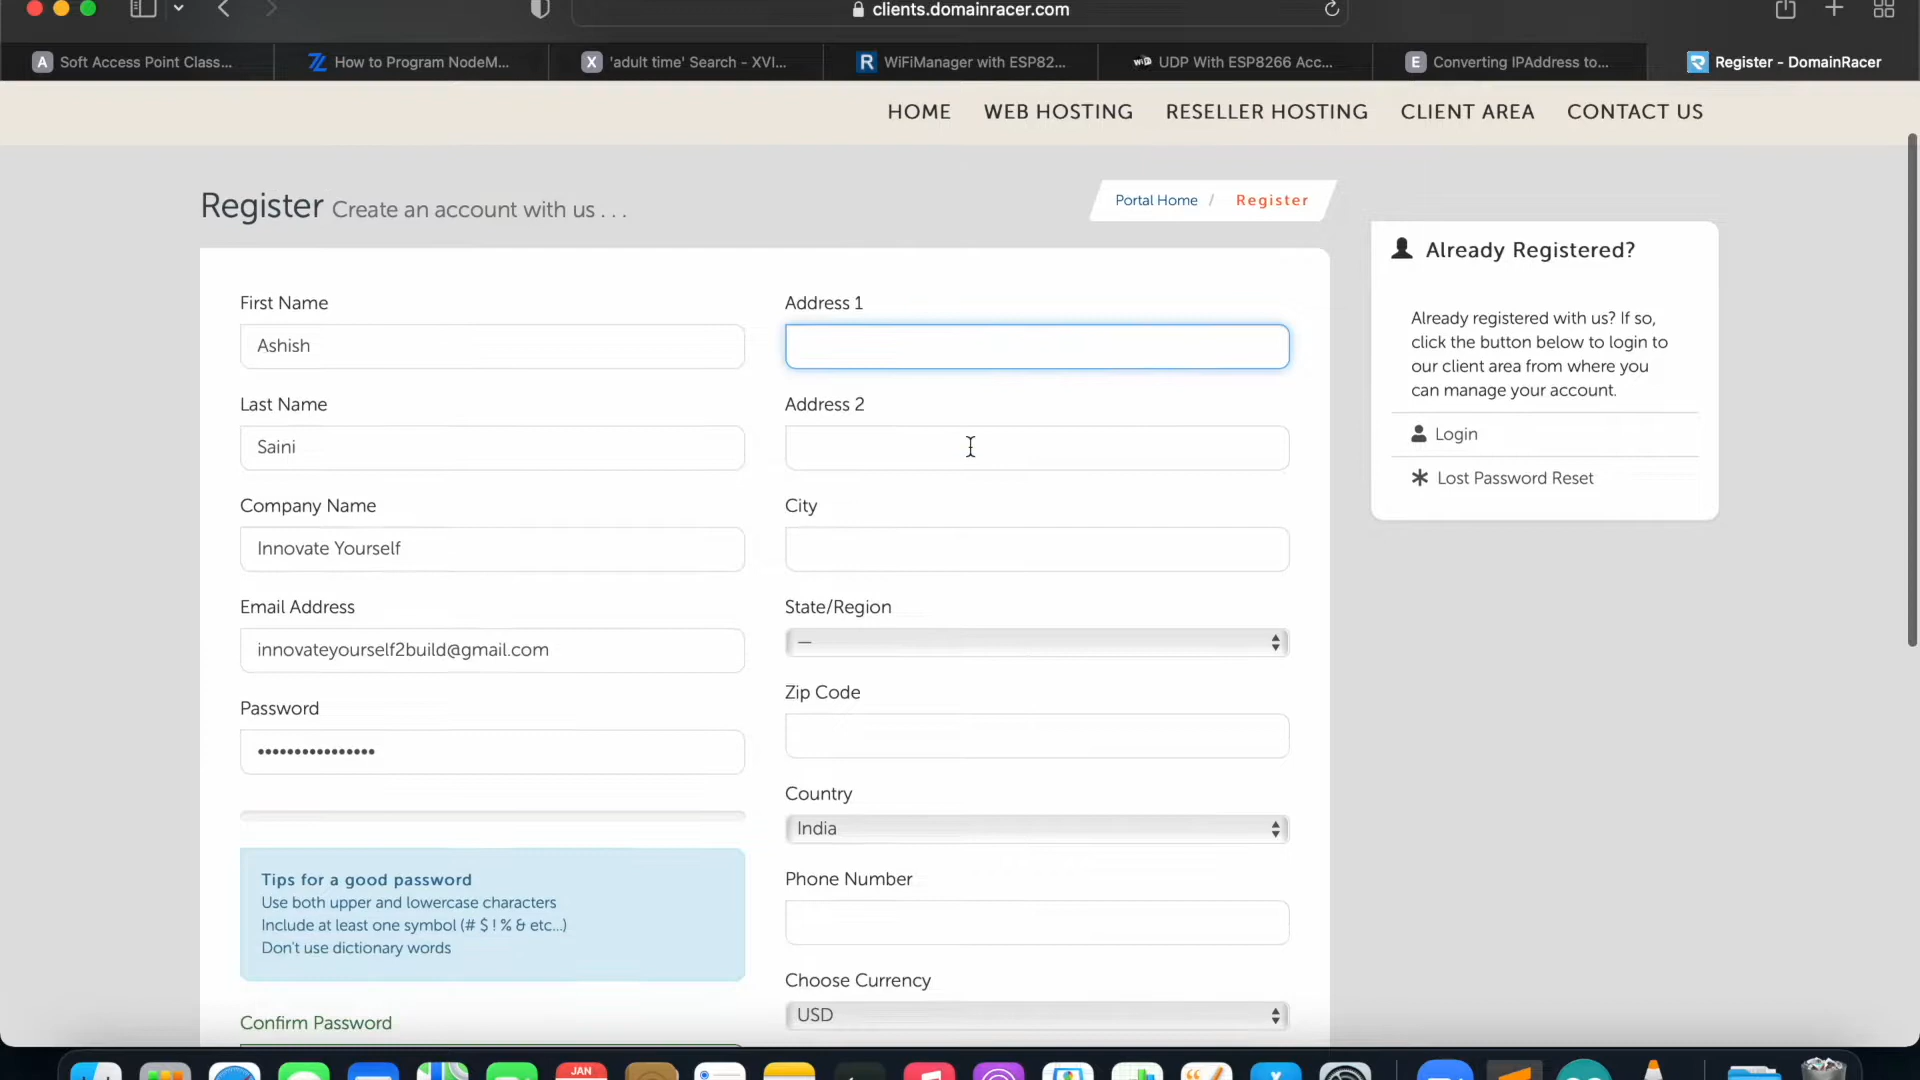 clients.domainracer.com
A Soft Access Point Class...
How to Program NodeM...
X 'adult time' Search - XVI...
R WiFiManager with ESP82...
UDP With ESP8266 Acc...
E Converting IPAddress to...
Register - DomainRacer
HOME WEB HOSTING RESELLER HOSTING CLIENT AREA CONTACT US
Register Create an account with us . . .
Portal Home / Register
First Name
Ashish
Last Name
Saini
Company Name
Innovate Yourself
Email Address
innovateyourself2build@gmail.com
Password
••••••••••••••••
Tips for a good password
Use both upper and lowercase characters
Include at least one symbol (# $ ! % & etc...)
Don't use dictionary words
Confirm Password
Address 1
Address 2
City
State/Region
—
Zip Code
Country
India
Phone Number
Choose Currency
USD
Already Registered?
Already registered with us? If so,
click the button below to login to
our client area from where you
can manage your account.
Login
Lost Password Reset
JAN